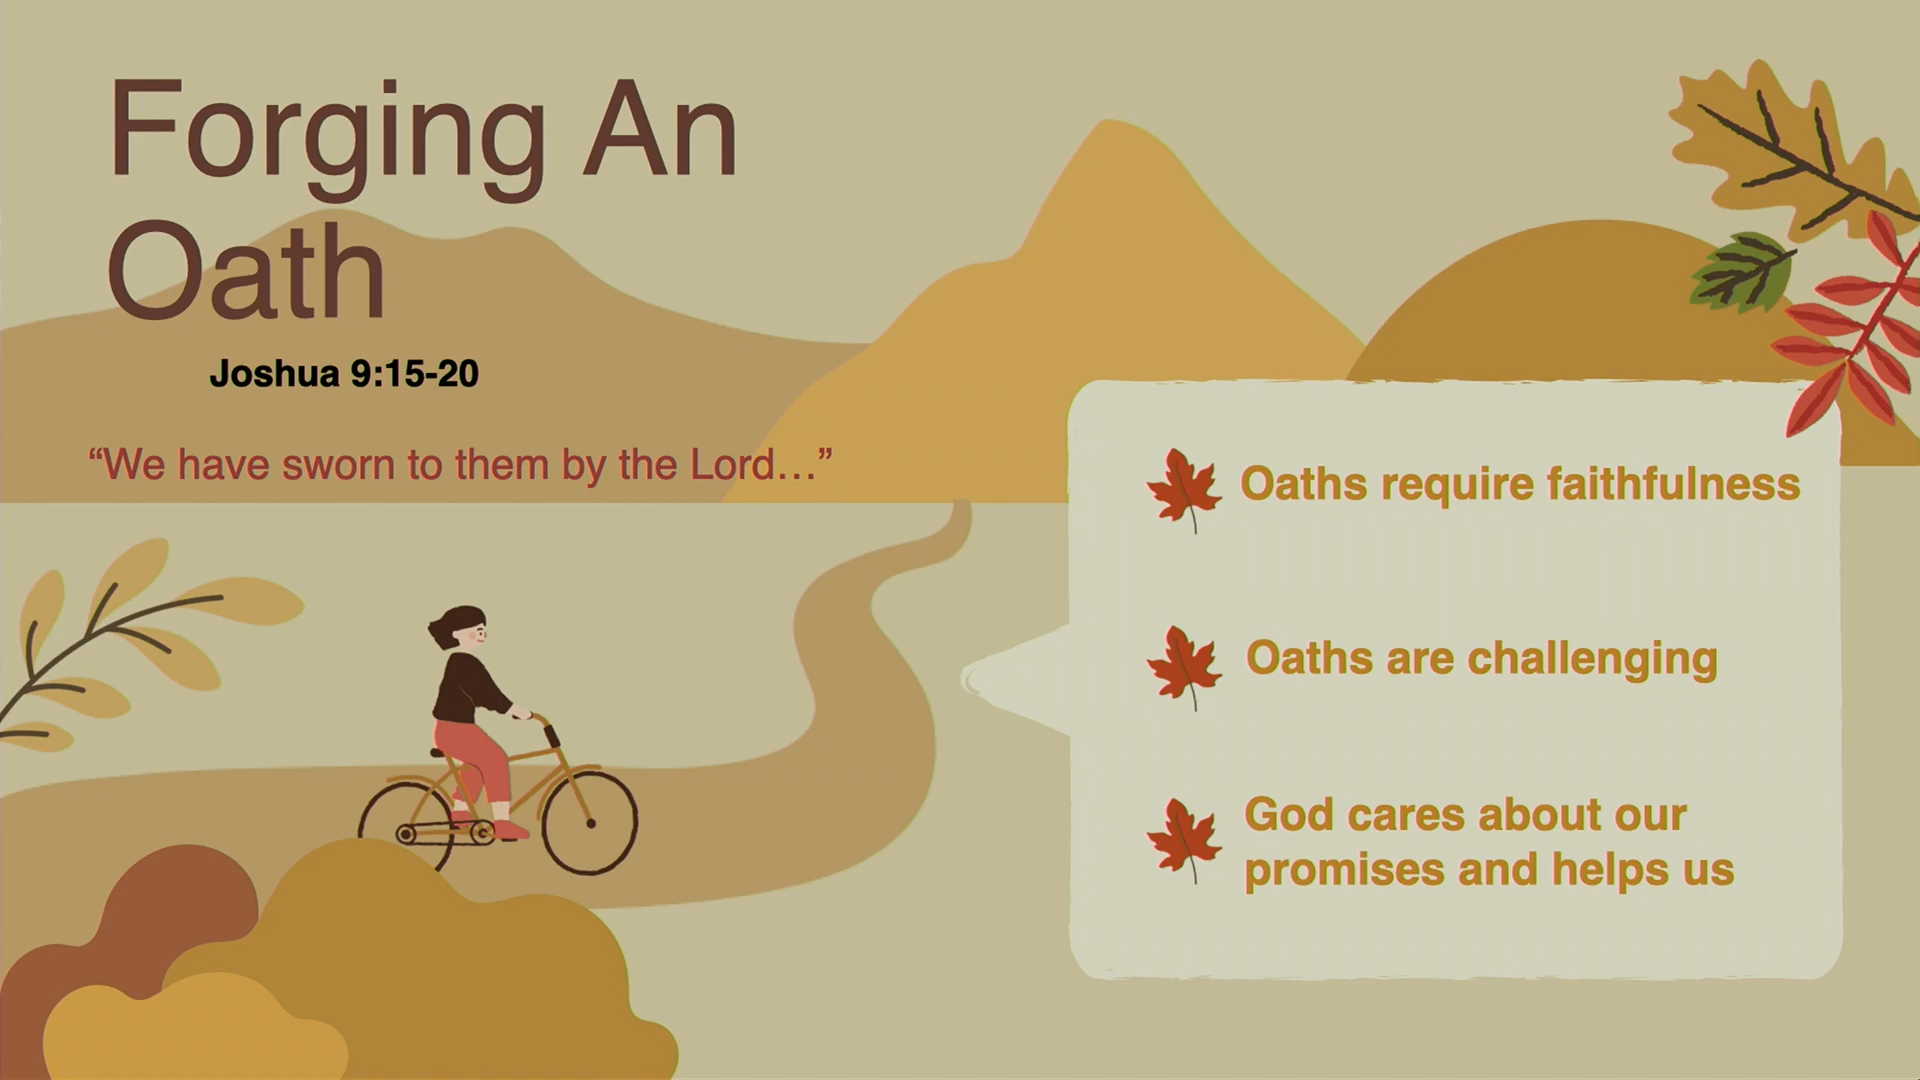 Forging An
Oath
Joshua 9:15-20
“We have sworn to them by the Lord…”
Oaths require faithfulness
Oaths are challenging
God cares about our
promises and helps us